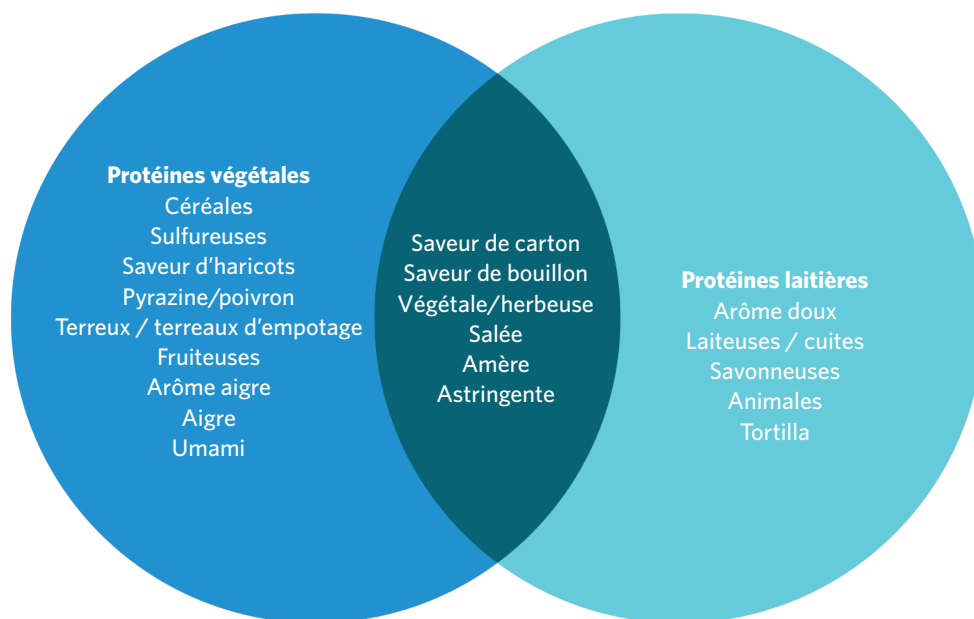 Protéines végétales
Céréales
Sulfureuses
Saveur d'haricots
Pyrazine/poivron
Terreux / terreaux d'empotage
Fruiteuses
Arôme aigre
Aigre
Umami
Saveur de carton
Saveur de bouillon
Végétale/herbeuse
Salée
Amère
Astringente
Protéines laitières
Arôme doux
Laiteuses / cuites
Savonneuses
Animales
Tortilla